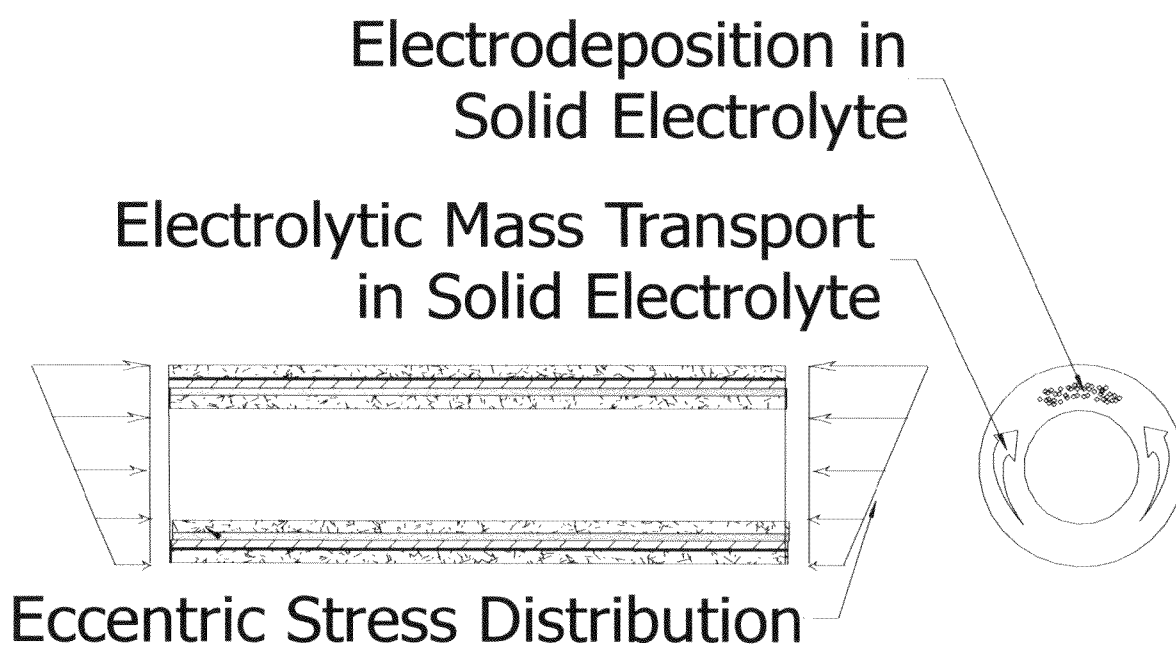 Electrodeposition in
Solid Electrolyte
Electrolytic Mass Transport
in Solid Electrolyte
Eccentric Stress Distribution